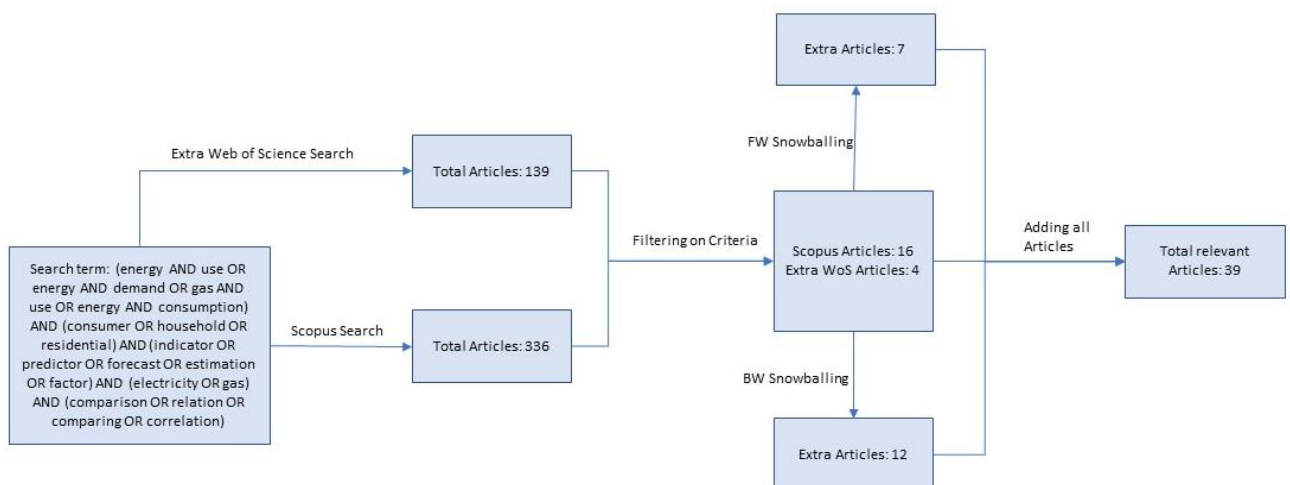 Extra Articles: 7
FW Snowballing
Extra Web of Science Search
Total Articles: 139
Search term: (energy AND use OR
energy AND demand OR gas AND
use OR energy AND consumption)
AND (consumer OR household OR
residential) AND (indicator OR
predictor OR forecast OR estimation
OR factor) AND (electricity OR gas)
AND (comparison OR relation OR
comparing OR correlation)
Scopus Search
Total Articles: 336
Filtering on Criteria
Scopus Articles: 16
Extra WoS Articles: 4
Adding all
Articles
Total relevant
Articles: 39
BW Snowballing
Extra Articles: 12